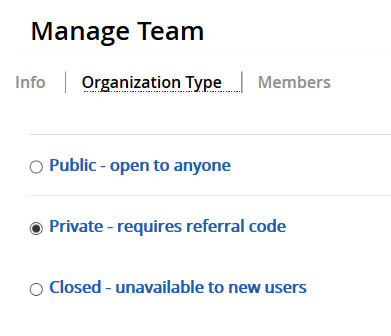 Manage Team
Info | Organization Type | Members
Public - open to anyone
Private - requires referral code
Closed - unavailable to new users